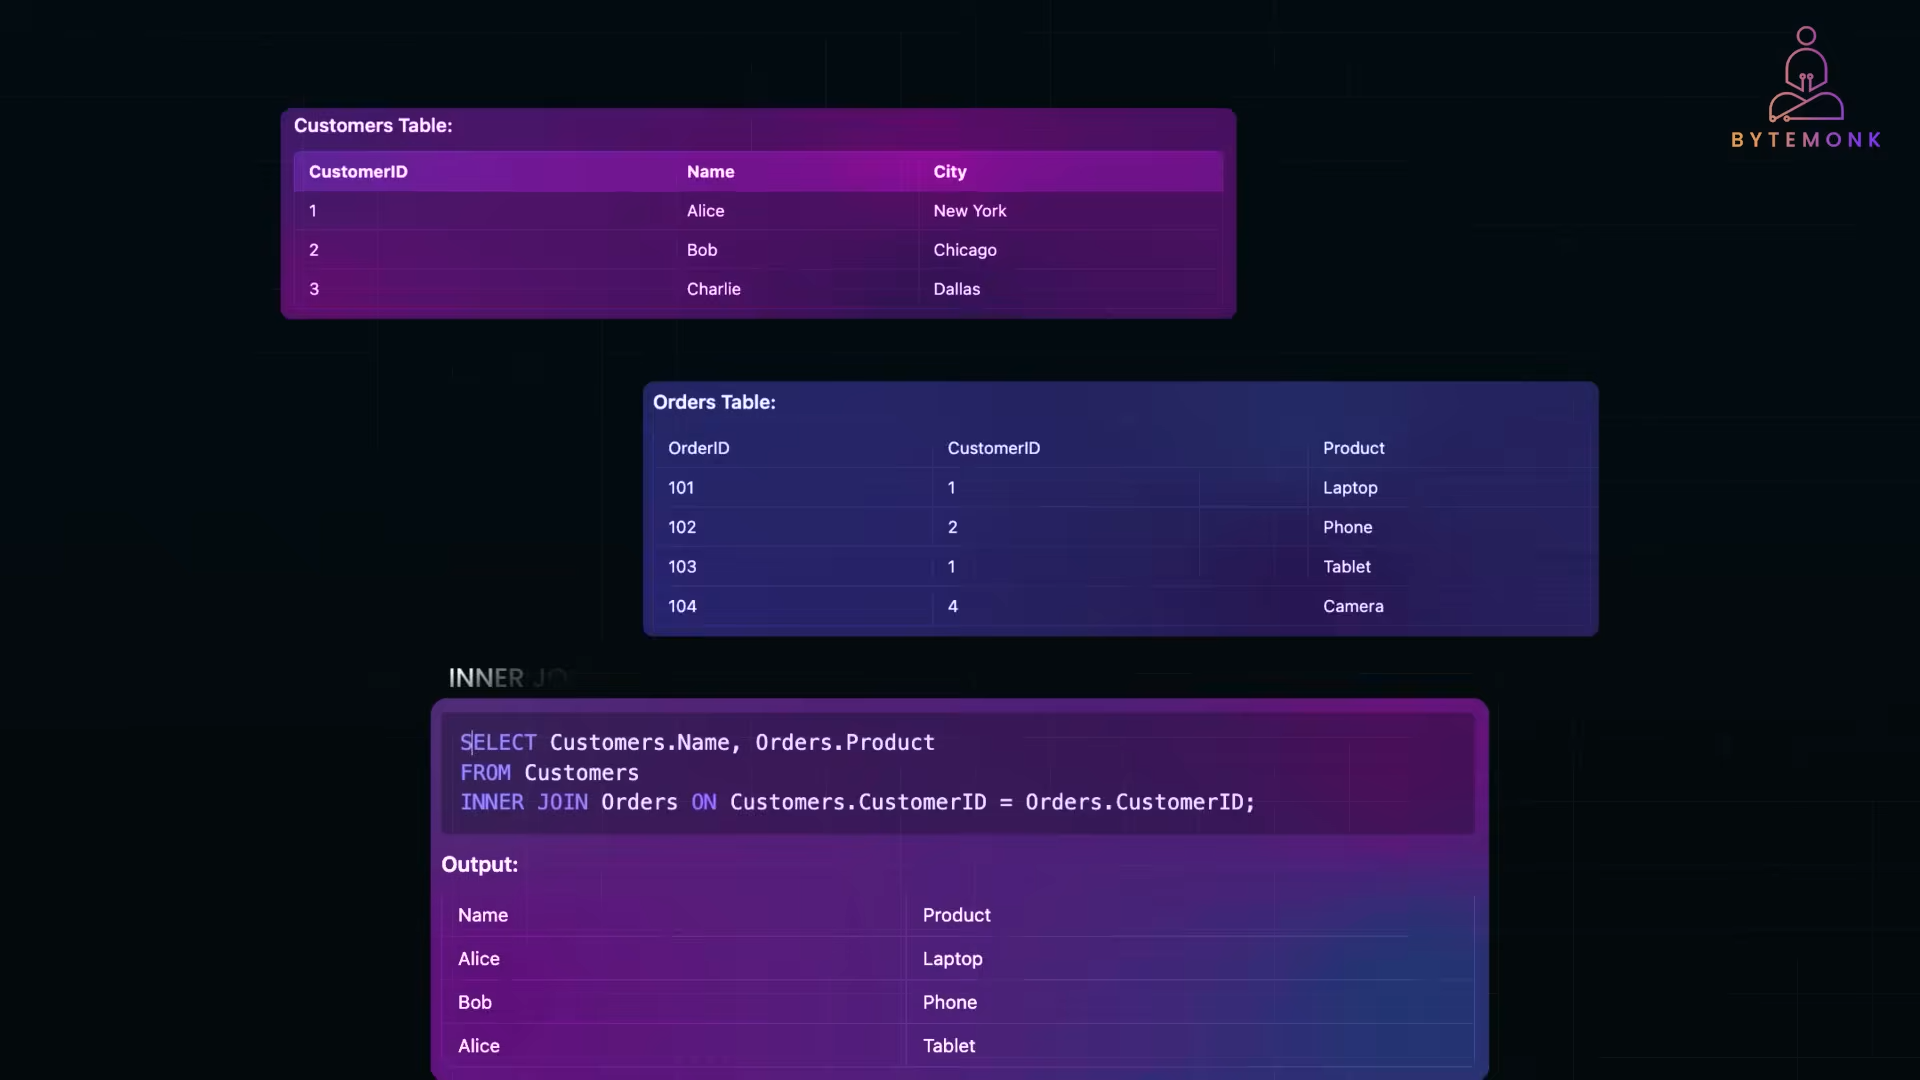 BYTEMONK
Customers Table:
CustomerID Name City
1 Alice New York
2 Bob Chicago
3 Charlie Dallas
Orders Table:
OrderID CustomerID Product
101 1 Laptop
102 2 Phone
103 1 Tablet
104 4 Camera
INNER JO
SELECT Customers.Name, Orders.Product
FROM Customers
INNER JOIN Orders ON Customers.CustomerID = Orders.CustomerID;
Output:
Name Product
Alice Laptop
Bob Phone
Alice Tablet